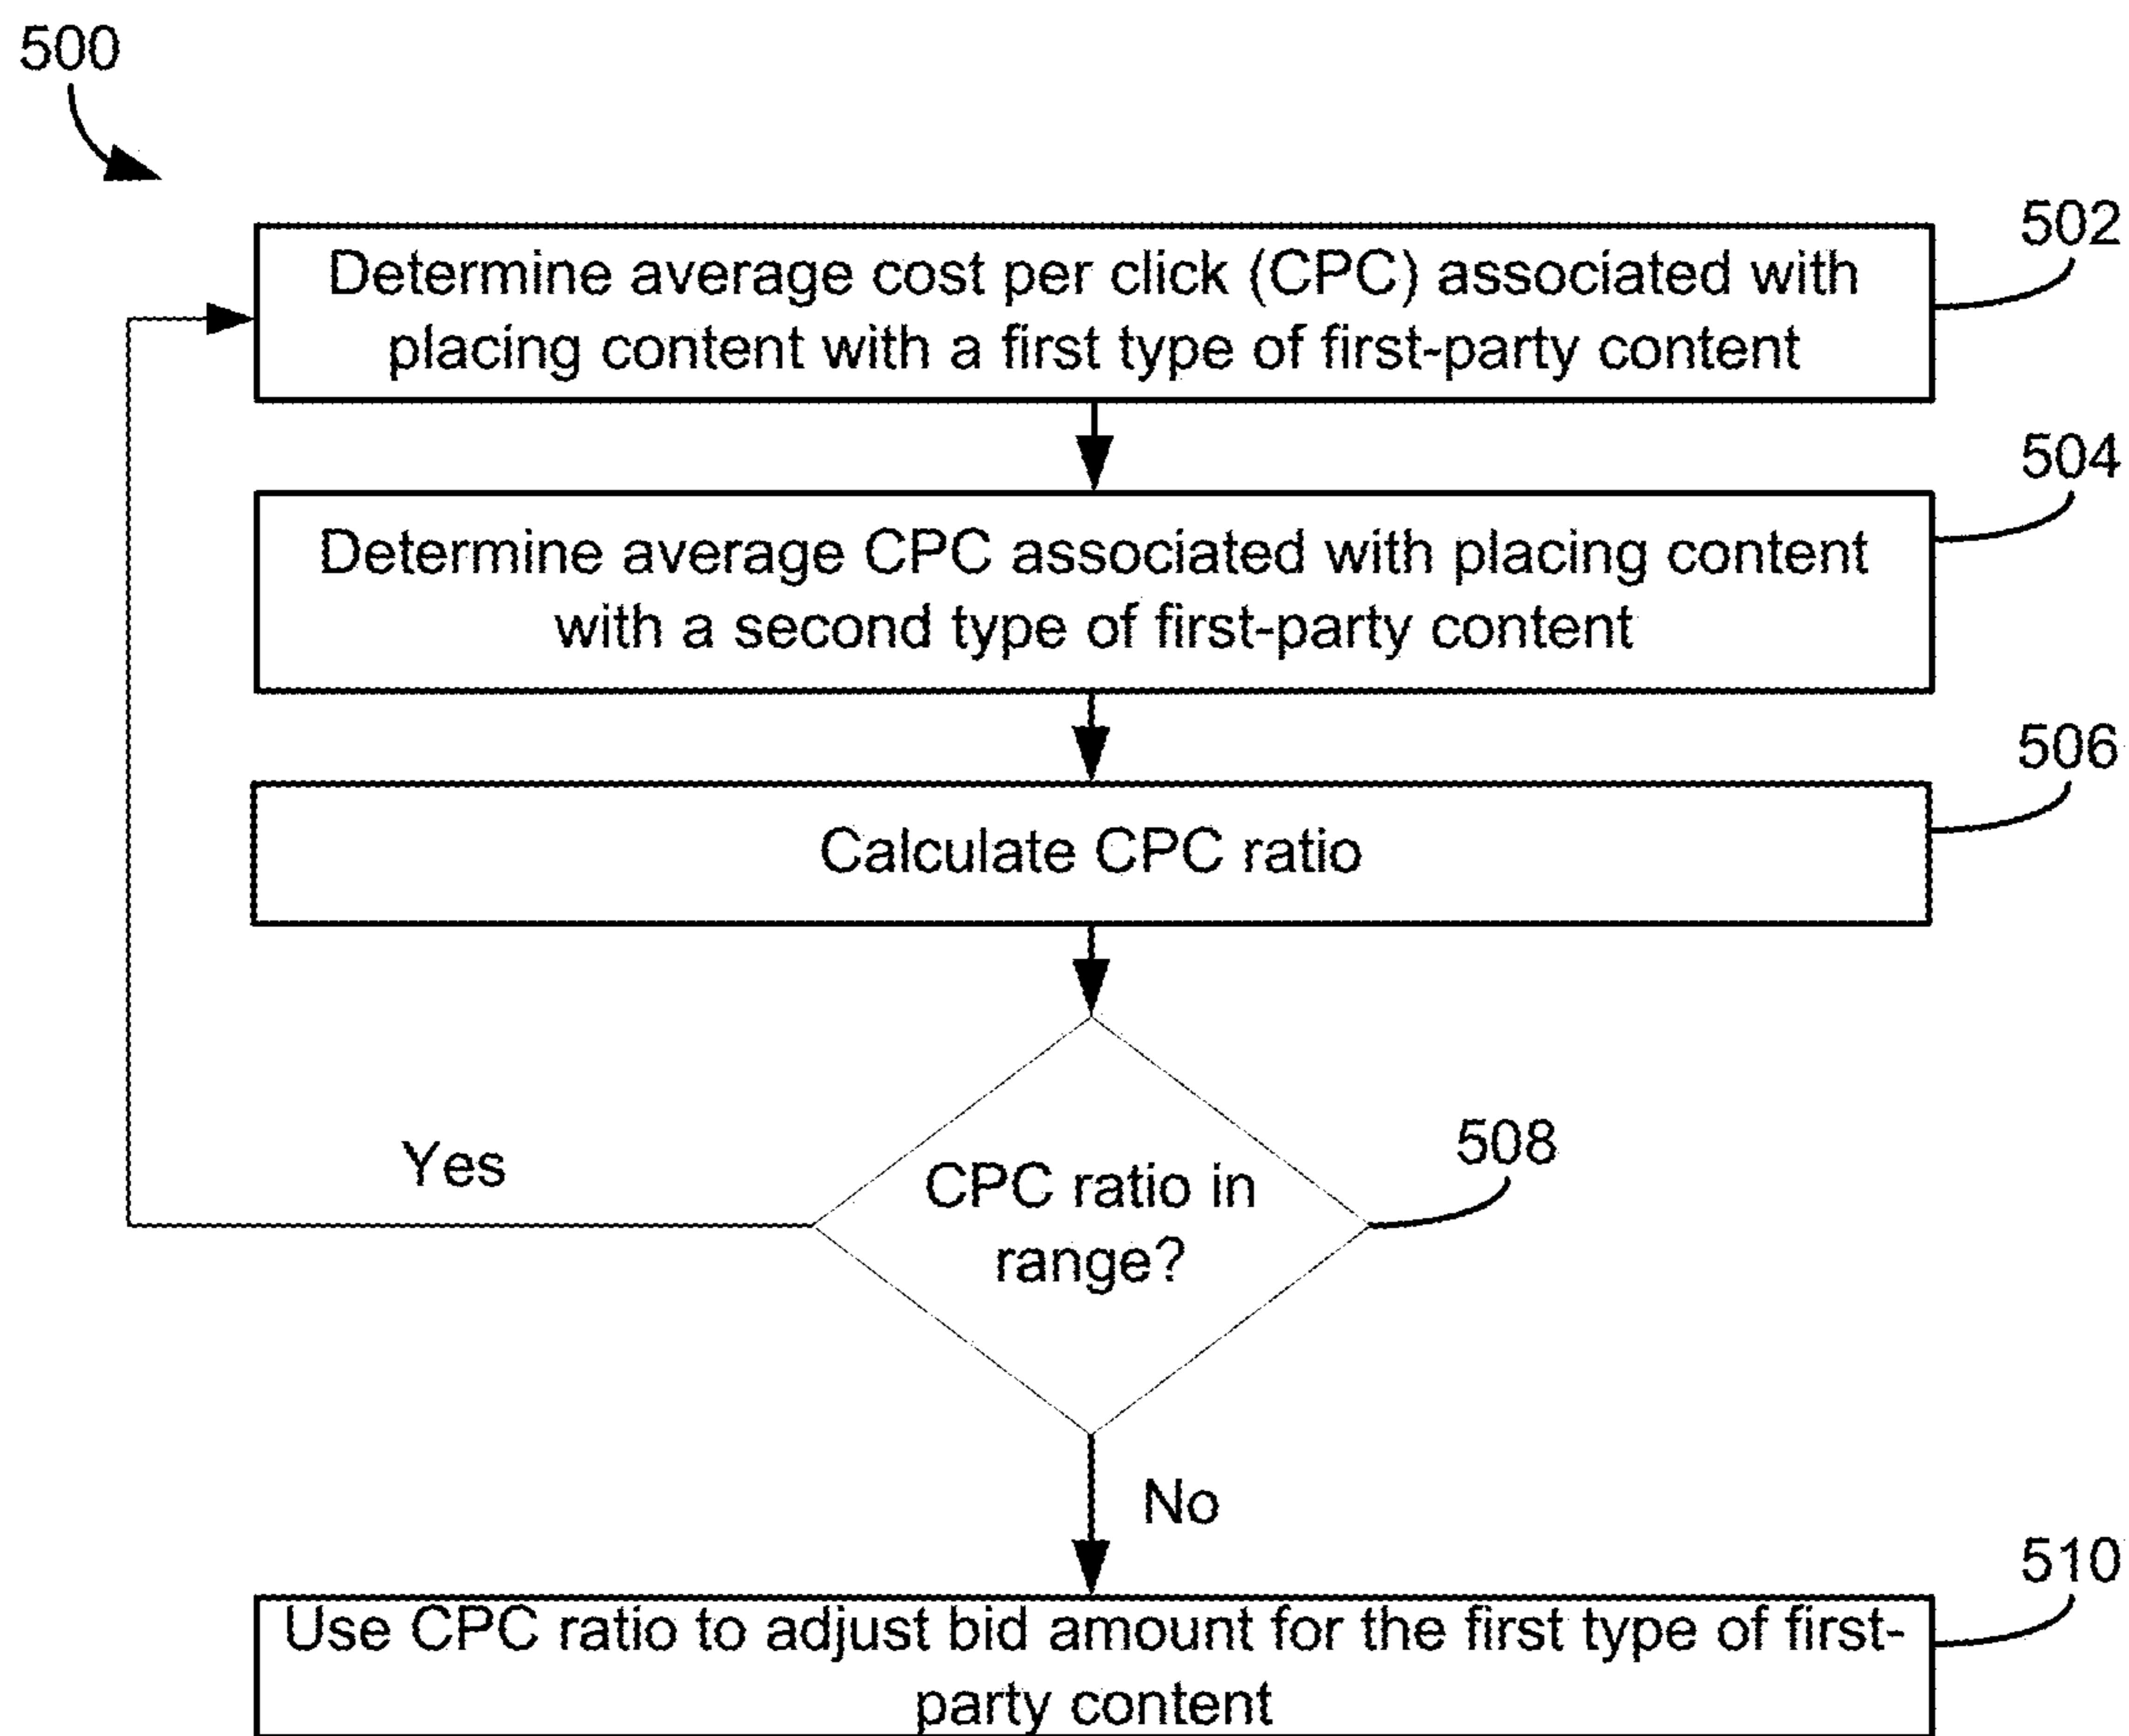 500
502
Determine average cost per click (CPC) associated with
placing content with a first type of first-party content
504
Determine average CPC associated with placing content
with a second type of first-party content
506
Calculate CPC ratio
508
Yes
CPC ratio in
range?
No
510
Use CPC ratio to adjust bid amount for the first type of first-
party content